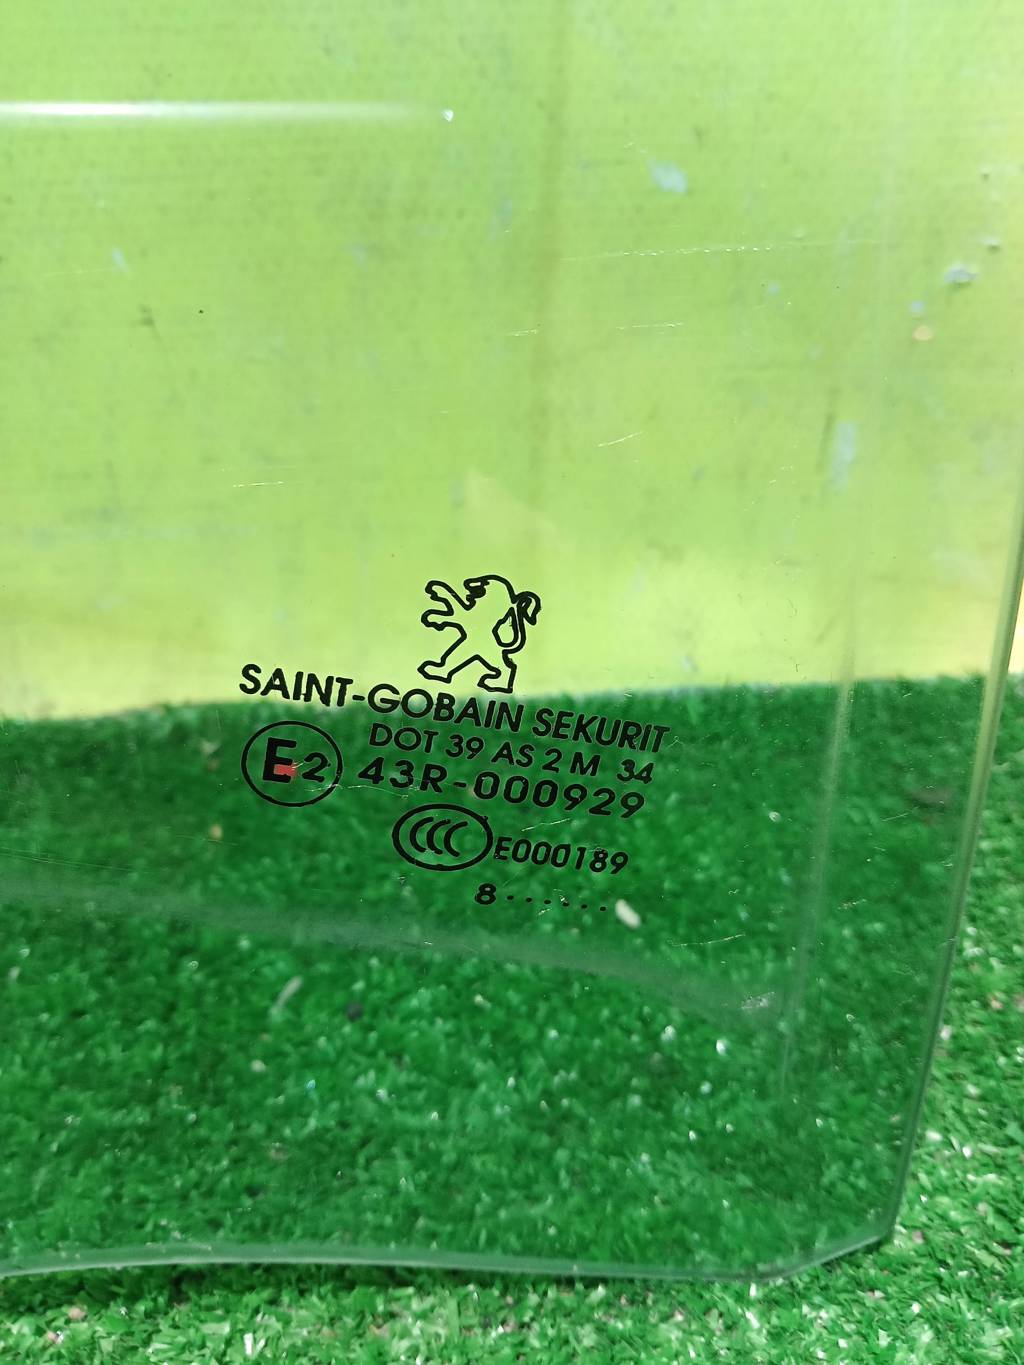 SAINT-GOBAIN SEKURIT
DOT 39 AS 2 M 34
E2 43R-000929
CCC E000189
8······